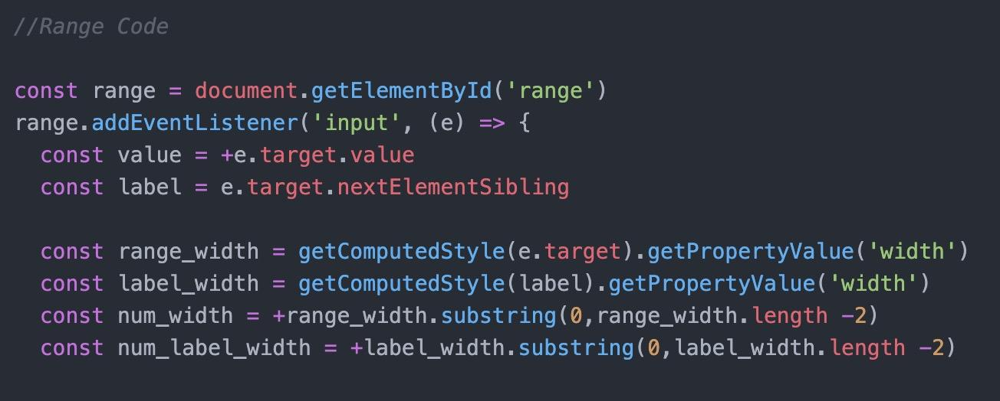 //Range Code
const range = document.getElementById('range')
range.addEventListener('input', (e) => {
const value = +e.target.value
const label = e.target.nextElementSibling
const range_width = getComputedStyle(e.target).getPropertyValue('width')
const label_width = getComputedStyle(label).getPropertyValue('width')
const num_width = +range_width.substring(0,range_width.length -2)
const num_label_width = +label_width.substring(0,label_width.length -2)